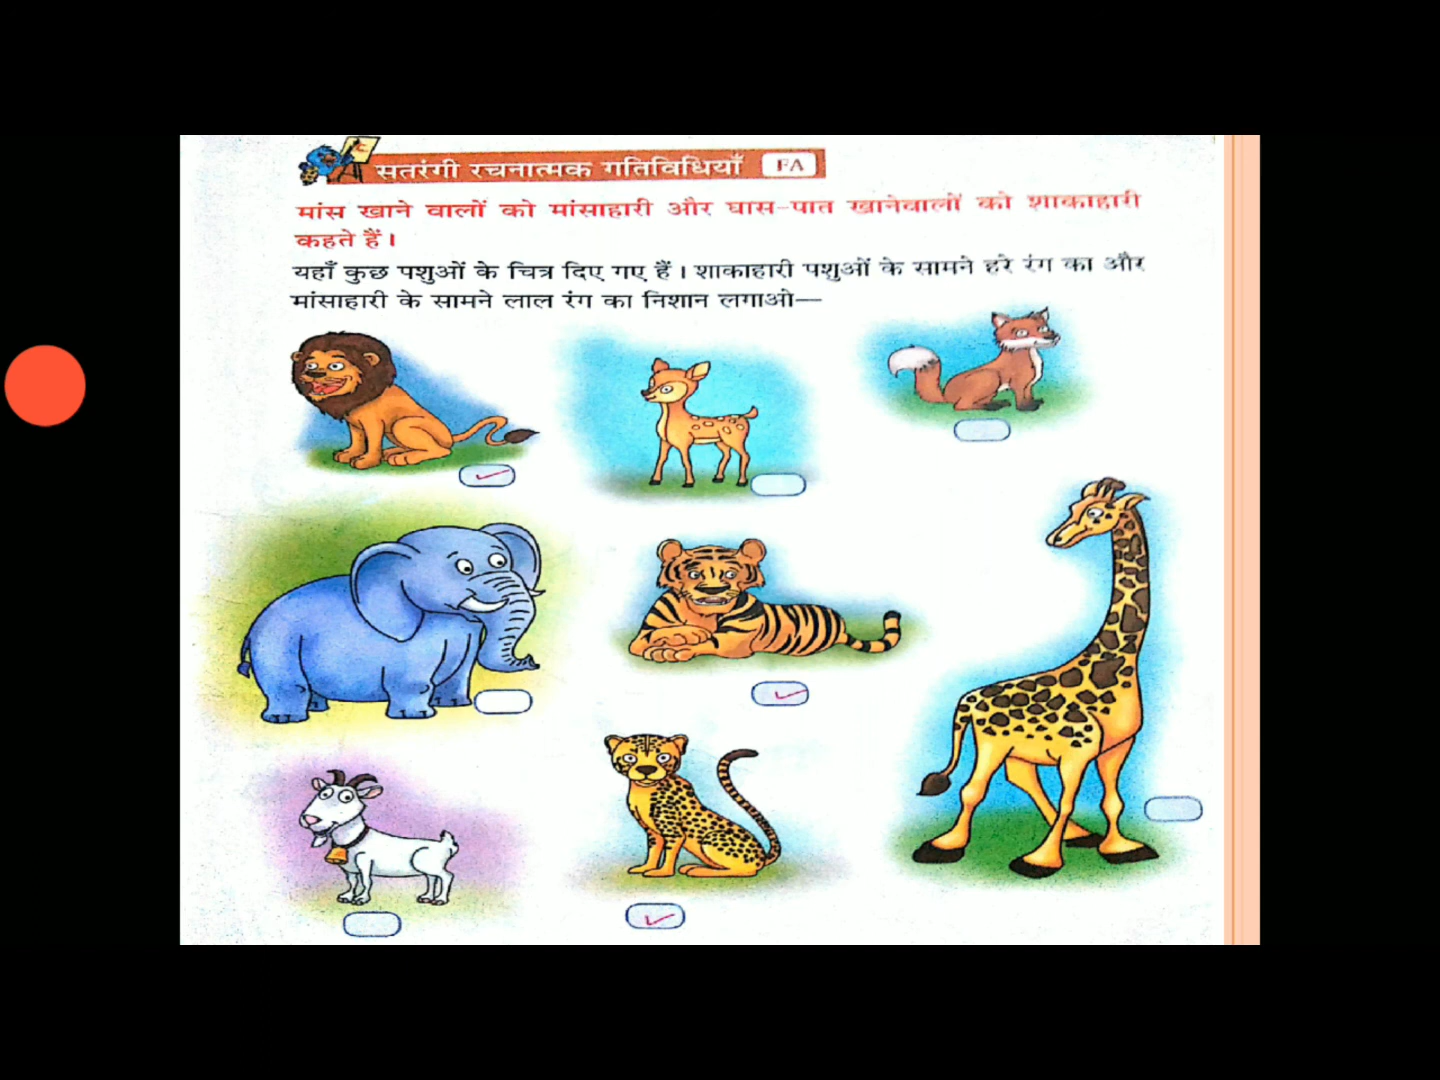 सतरंगी रचनात्मक गतिविधियाँ FA
मांस खाने वालों को मांसाहारी और घास-पात खानेवालों को शाकाहारी
कहते हैं।
यहाँ कुछ पशुओं के चित्र दिए गए हैं। शाकाहारी पशुओं के सामने हरे रंग का और
मांसाहारी के सामने लाल रंग का निशान लगाओ—